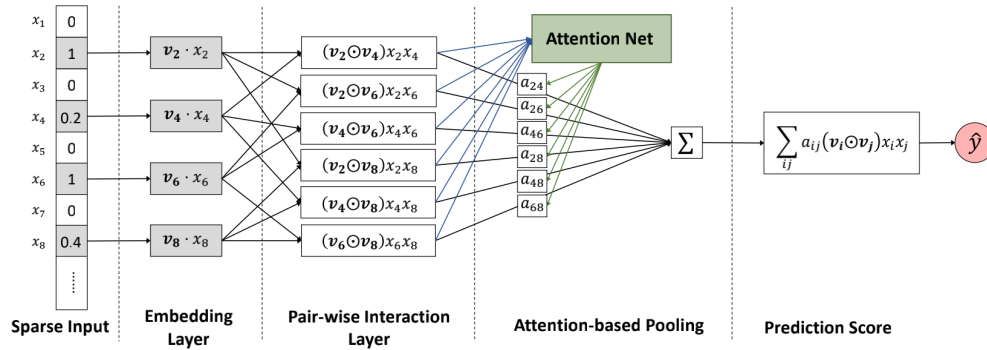 x₁ 0
x₂ 1
x₃ 0
x₄ 0.2
x₅ 0
x₆ 1
x₇ 0
x₈ 0.4
......
Sparse Input
v₂ · x₂
v₄ · x₄
v₆ · x₆
v₈ · x₈
Embedding
Layer
(v₂⊙v₄)x₂x₄
(v₂⊙v₆)x₂x₆
(v₄⊙v₆)x₄x₆
(v₂⊙v₈)x₂x₈
(v₄⊙v₈)x₄x₈
(v₆⊙v₈)x₆x₈
Pair-wise Interaction
Layer
Attention Net
a₂₄
a₂₆
a₄₆
a₂₈
a₄₈
a₆₈
∑
Attention-based Pooling
∑ᵢⱼ aᵢⱼ(vᵢ⊙vⱼ)xᵢxⱼ
ŷ
Prediction Score